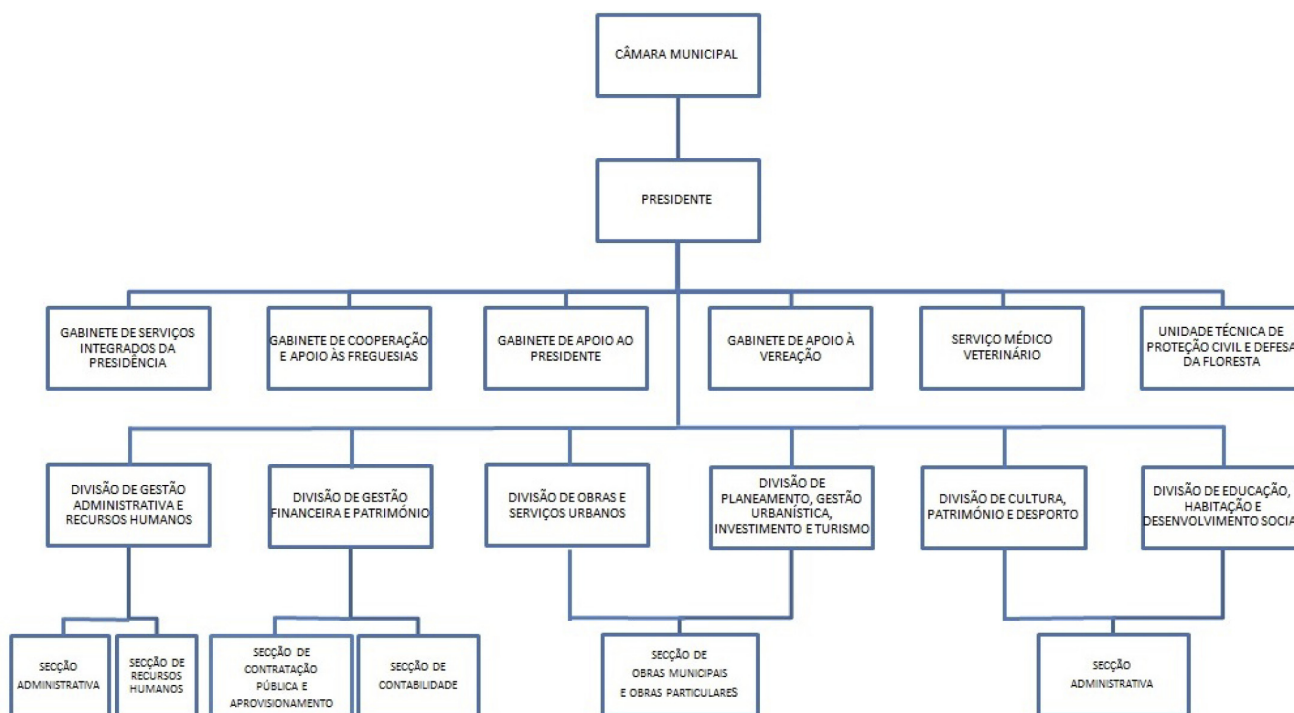 CÂMARA MUNICIPAL
PRESIDENTE
GABINETE DE SERVIÇOS
INTEGRADOS DA
PRESIDÊNCIA
GABINETE DE COOPERAÇÃO
E APOIO ÀS FREGUESIAS
GABINETE DE APOIO AO
PRESIDENTE
GABINETE DE APOIO À
VEREAÇÃO
SERVIÇO MÉDICO
VETERINÁRIO
UNIDADE TÉCNICA DE
PROTEÇÃO CIVIL E DEFESA
DA FLORESTA
DIVISÃO DE GESTÃO
ADMINISTRATIVA E
RECURSOS HUMANOS
DIVISÃO DE GESTÃO
FINANCEIRA E PATRIMÓNIO
DIVISÃO DE OBRAS E
SERVIÇOS URBANOS
DIVISÃO DE
PLANEAMENTO, GESTÃO
URBANÍSTICA,
INVESTIMENTO E TURISMO
DIVISÃO DE CULTURA,
PATRIMÓNIO E DESPORTO
DIVISÃO DE EDUCAÇÃO,
HABITAÇÃO E
DESENVOLVIMENTO SOCIAL
SECÇÃO
ADMINISTRATIVA
SECÇÃO DE
RECURSOS
HUMANOS
SECÇÃO DE
CONTRATAÇÃO
PÚBLICA E
APROVISIONAMENTO
SECÇÃO DE
CONTABILIDADE
SECÇÃO DE
OBRAS MUNICIPAIS
E OBRAS PARTICULARES
SECÇÃO
ADMINISTRATIVA